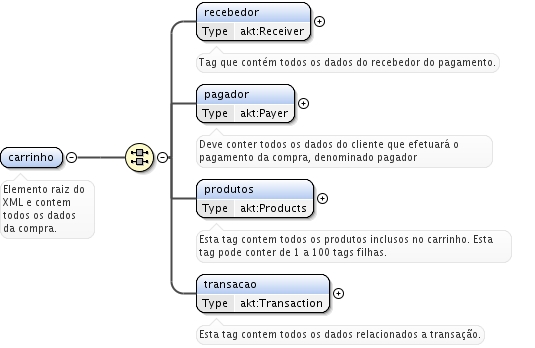 recebedor
Type akt:Receiver
Tag que contém todos os dados do recebedor do pagamento.
pagador
Type akt:Payer
Deve conter todos os dados do cliente que efetuará o
pagamento da compra, denominado pagador
carrinho
Elemento raiz do
XML e contem
todos os dados
da compra.
produtos
Type akt:Products
Esta tag contem todos os produtos inclusos no carrinho. Esta
tag pode conter de 1 a 100 tags filhas.
transacao
Type akt:Transaction
Esta tag contem todos os dados relacionados a transação.